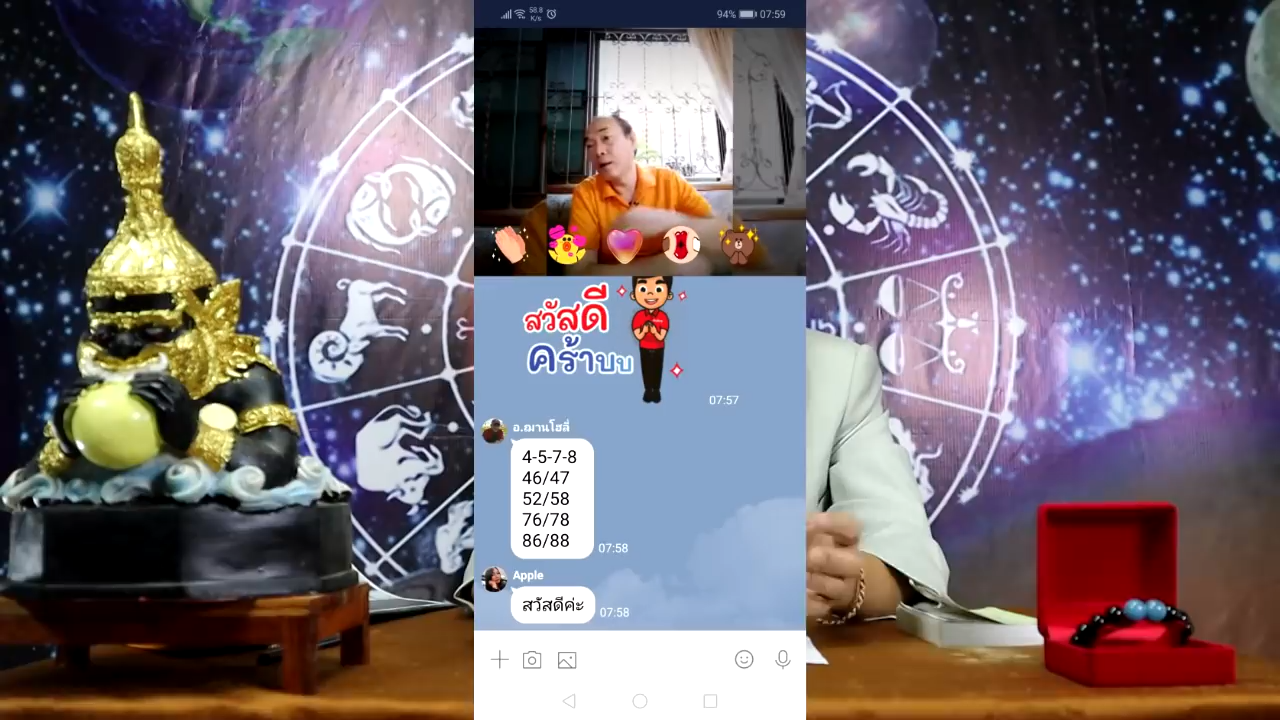 58.8
K/s
94%
07:59
สวัสดี
คร้าบบ
07:57
อ.ฌานโฮลี่
4-5-7-8
46/47
52/58
76/78
86/88
07:58
Apple
สวัสดีค่ะ
07:58